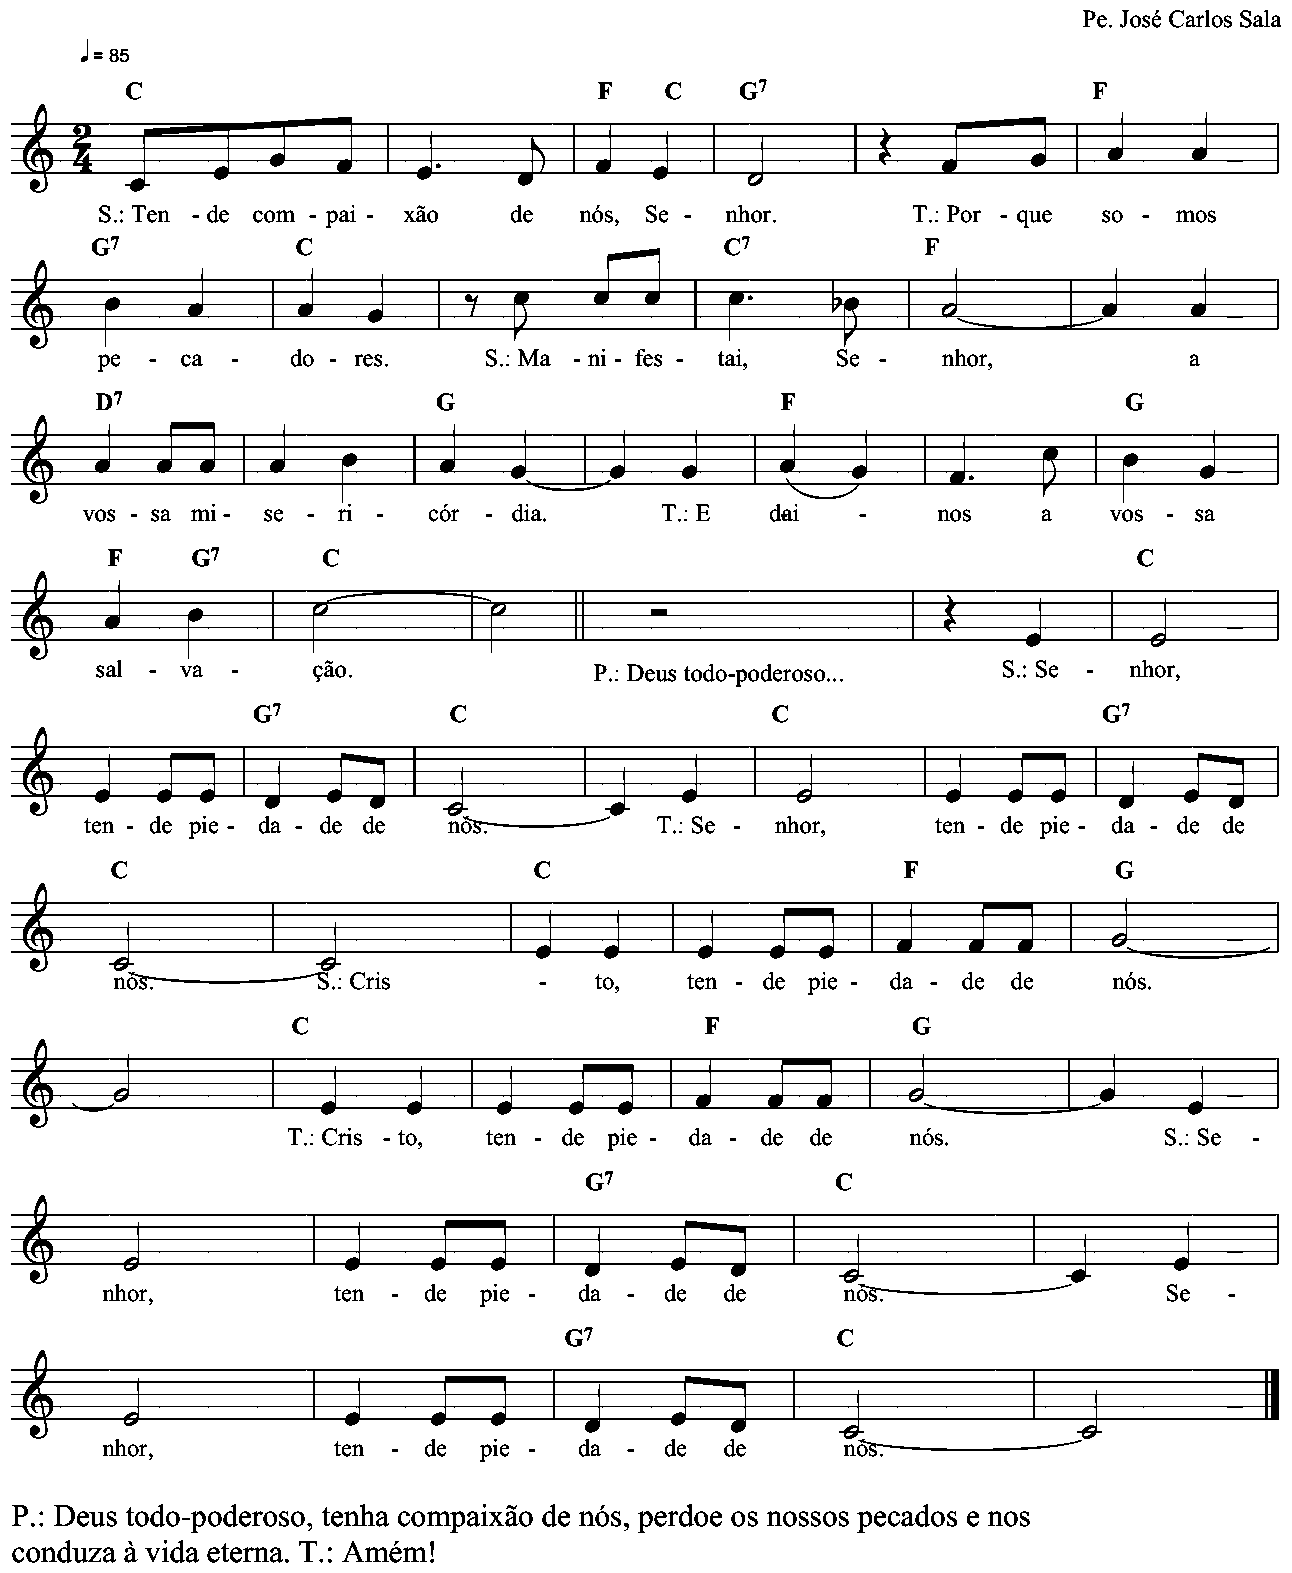 Pe. José Carlos Sala
♩= 85
C F C G7 F
2 4
S.: Ten - de com - pai - xão de nós, Se - nhor. T.: Por - que so - mos
G7 C C7 F
pe - ca - do - res. S.: Ma - ni - fes - tai, Se - nhor, a
D7 G F G
vos - sa mi - se - ri - cór - dia. T.: E dai - nos a vos - sa
F G7 C C
sal - va - ção. P.: Deus todo-poderoso... S.: Se - nhor,
G7 C C G7
ten - de pie - da - de de nós. T.: Se - nhor, ten - de pie - da - de de
C C F G
nós. S.: Cris - to, ten - de pie - da - de de nós.
C F G
T.: Cris - to, ten - de pie - da - de de nós. S.: Se -
G7 C
nhor, ten - de pie - da - de de nós. Se -
G7 C
nhor, ten - de pie - da - de de nós.
P.: Deus todo-poderoso, tenha compaixão de nós, perdoe os nossos pecados e nos
conduza à vida eterna. T.: Amém!